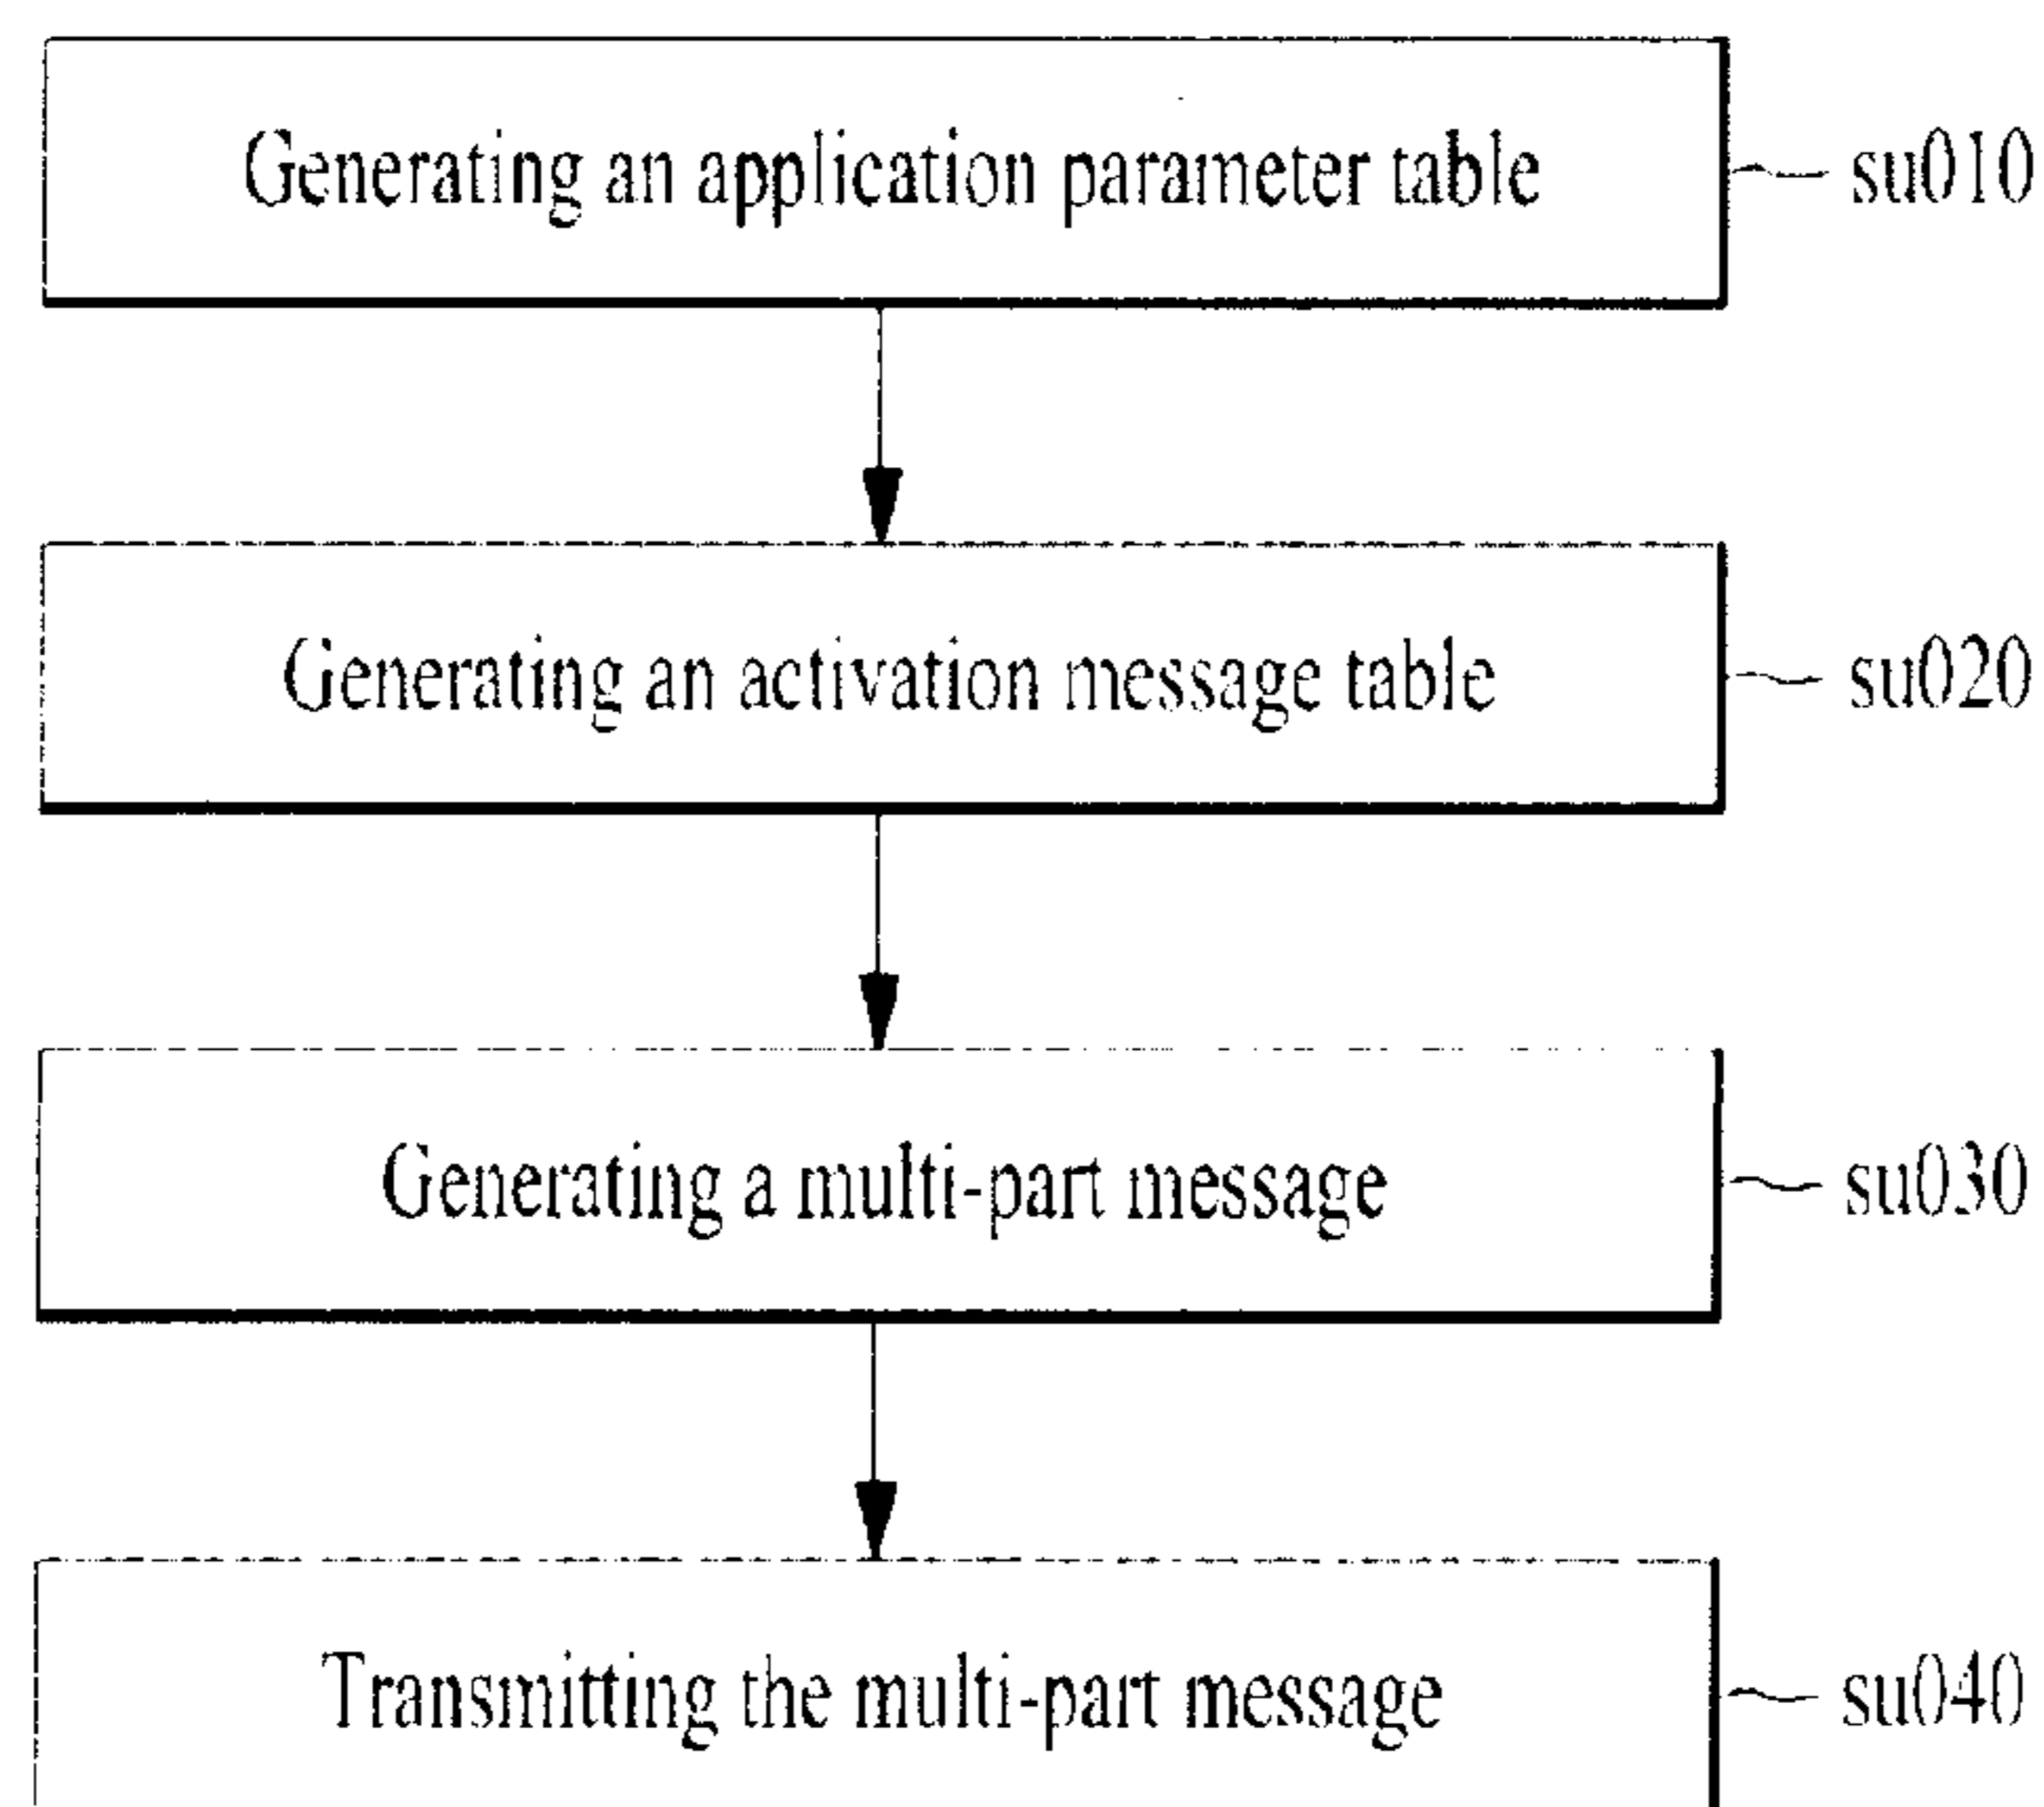 Generating an application parameter table su010
Generating an activation message table su020
Generating a multi-part message su030
Transmitting the multi-part message su040